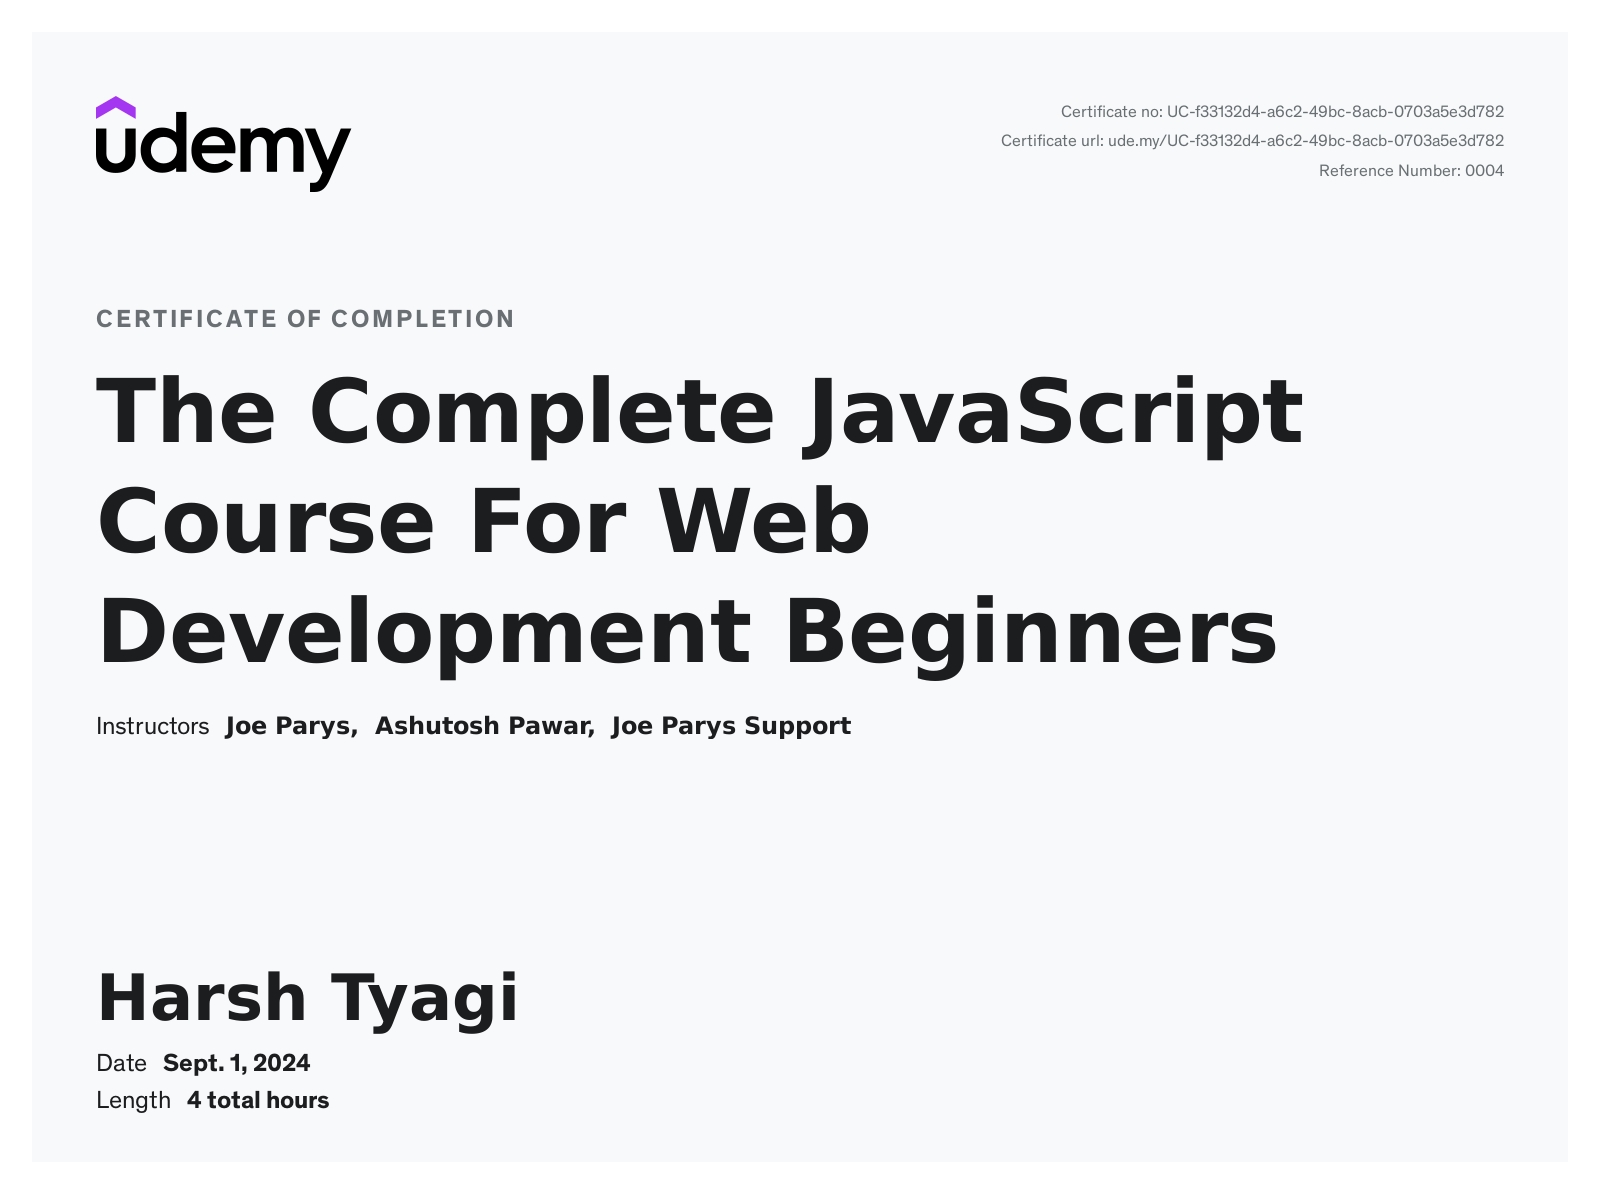 udemy
Certificate no: UC-f33132d4-a6c2-49bc-8acb-0703a5e3d782
Certificate url: ude.my/UC-f33132d4-a6c2-49bc-8acb-0703a5e3d782
Reference Number: 0004
CERTIFICATE OF COMPLETION
The Complete JavaScript
Course For Web
Development Beginners
Instructors Joe Parys, Ashutosh Pawar, Joe Parys Support
Harsh Tyagi
Date Sept. 1, 2024
Length 4 total hours